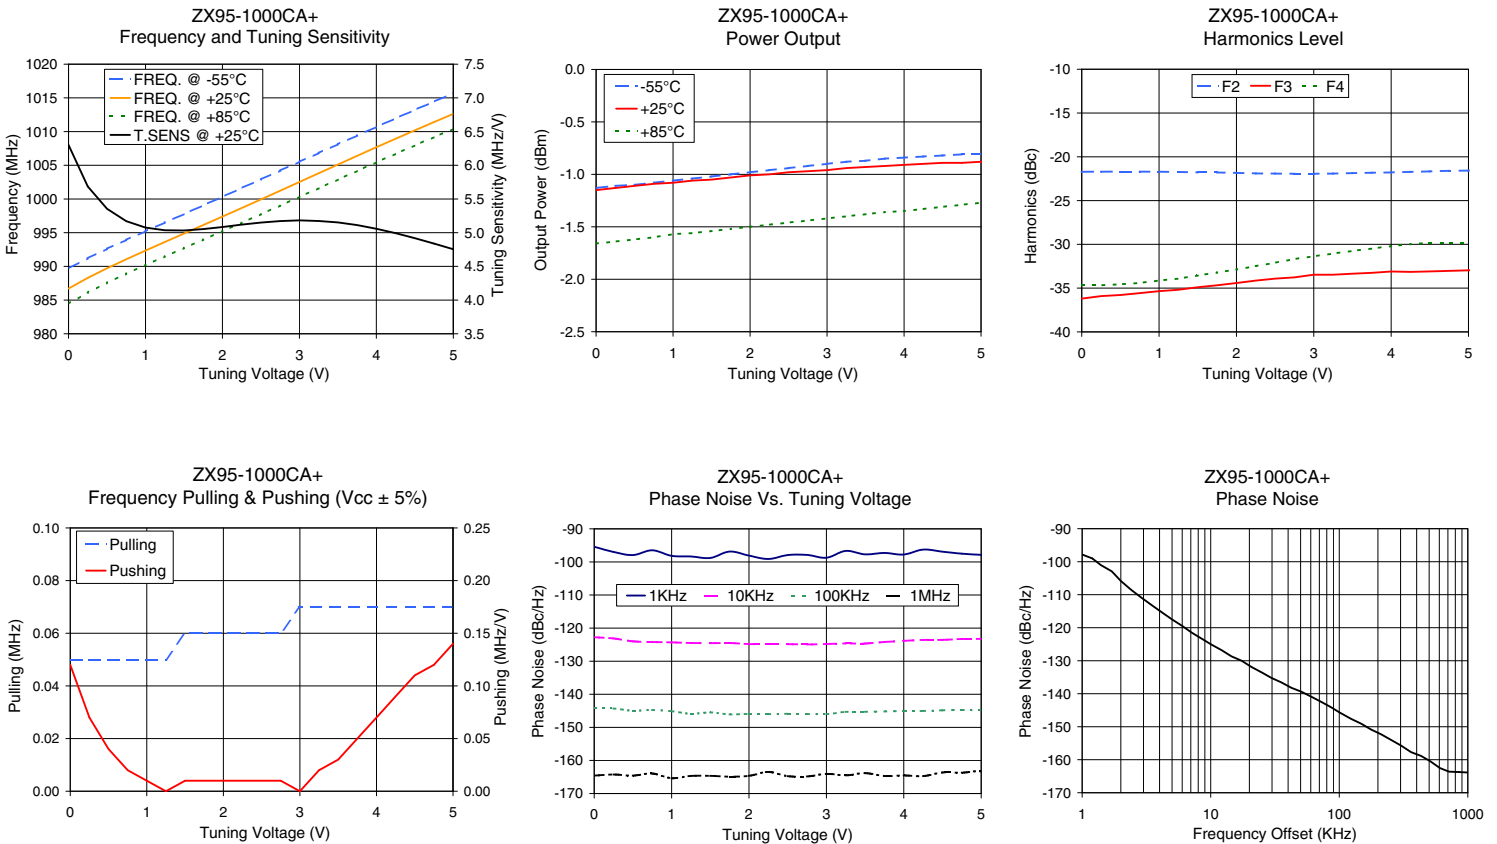 ZX95-1000CA+
Frequency and Tuning Sensitivity
1020
1015
1010
1005
1000
995
990
985
980
7.5
7.0
6.5
6.0
5.5
5.0
4.5
4.0
3.5
FREQ. @ -55°C
FREQ. @ +25°C
FREQ. @ +85°C
T.SENS @ +25°C
Frequency (MHz)
Tuning Sensitivity (MHz/V)
0 1 2 3 4 5
Tuning Voltage (V)
ZX95-1000CA+
Power Output
0.0
-0.5
-1.0
-1.5
-2.0
-2.5
-55°C
+25°C
+85°C
Output Power (dBm)
0 1 2 3 4 5
Tuning Voltage (V)
ZX95-1000CA+
Harmonics Level
-10
-15
-20
-25
-30
-35
-40
F2 F3 F4
Harmonics (dBc)
0 1 2 3 4 5
Tuning Voltage (V)
ZX95-1000CA+
Frequency Pulling & Pushing (Vcc ± 5%)
0.10
0.08
0.06
0.04
0.02
0.00
0.25
0.20
0.15
0.10
0.05
0.00
Pulling
Pushing
Pulling (MHz)
Pushing (MHz/V)
0 1 2 3 4 5
Tuning Voltage (V)
ZX95-1000CA+
Phase Noise Vs. Tuning Voltage
-90
-100
-110
-120
-130
-140
-150
-160
-170
1KHz 10KHz 100KHz 1MHz
Phase Noise (dBc/Hz)
0 1 2 3 4 5
Tuning Voltage (V)
ZX95-1000CA+
Phase Noise
-90
-100
-110
-120
-130
-140
-150
-160
-170
Phase Noise (dBc/Hz)
1 10 100 1000
Frequency Offset (KHz)